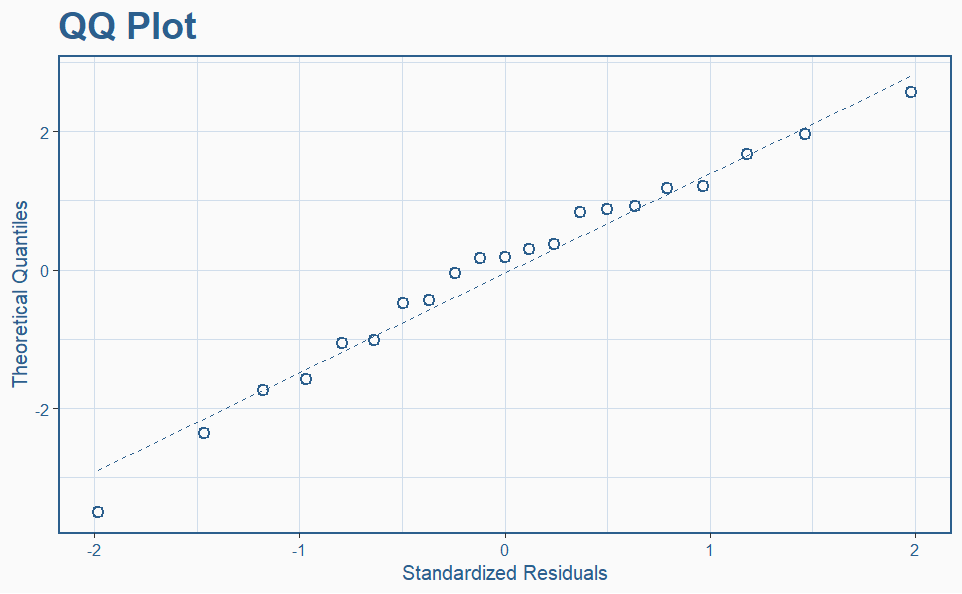 QQ Plot
Theoretical Quantiles
2
0
-2
-2
-1
0
1
2
Standardized Residuals